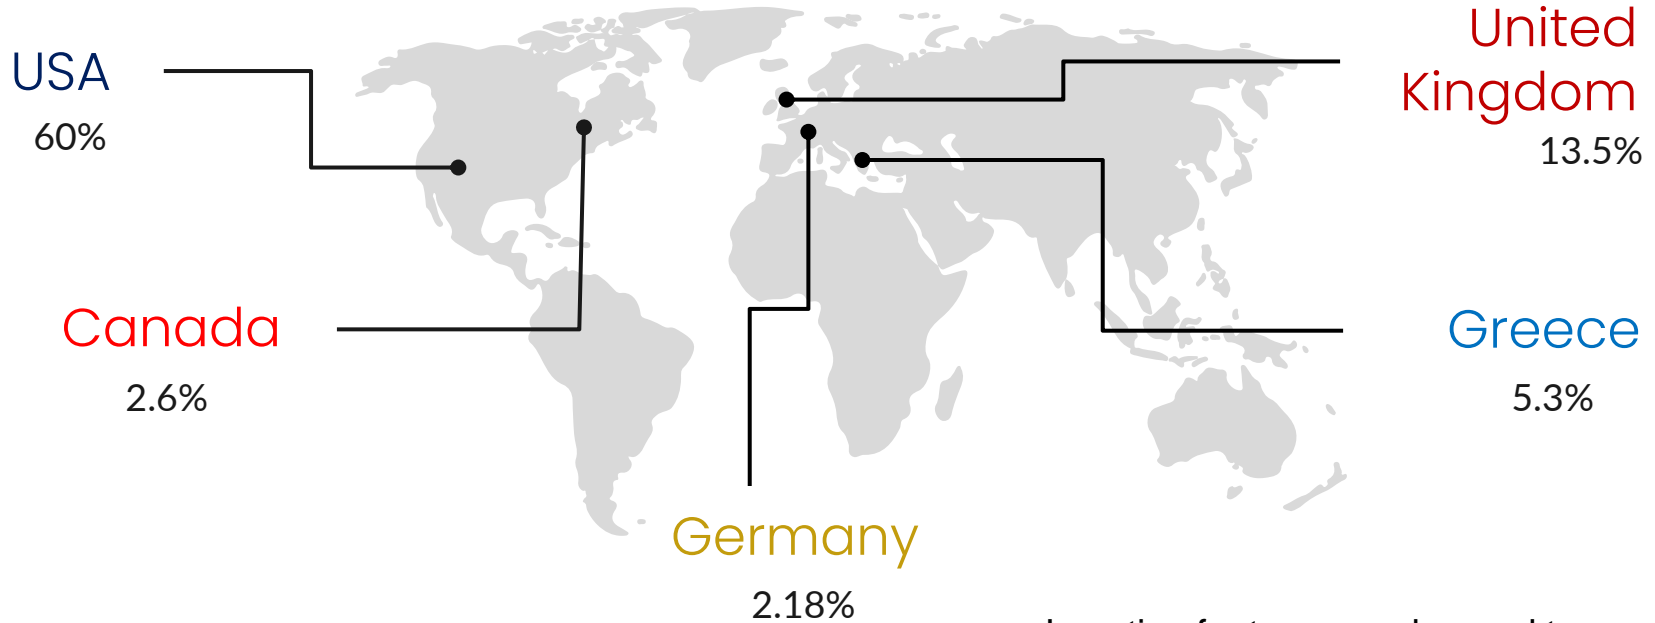 USA
60%
United
Kingdom
13.5%
Canada
2.6%
Greece
5.3%
Germany
2.18%